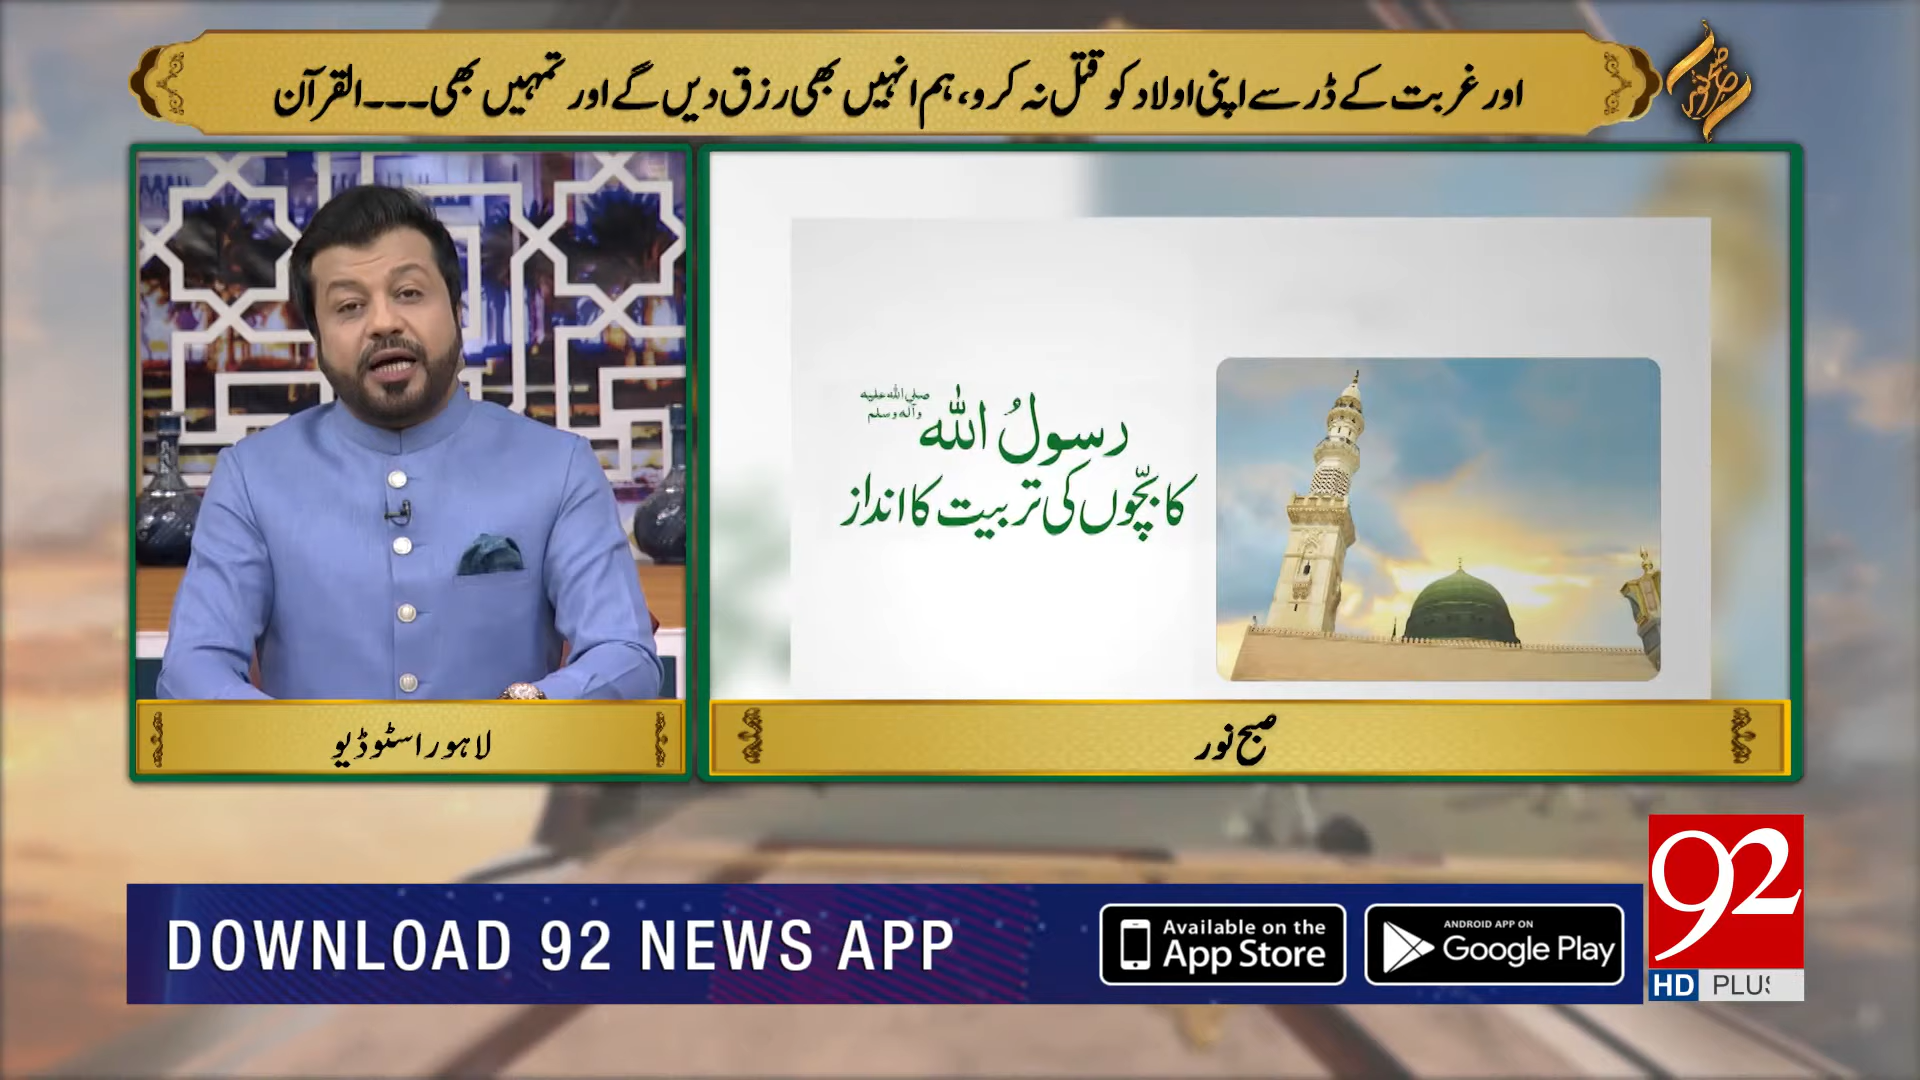 اور غربت کے ڈر سے اپنی اولاد کو قتل نہ کرو، ہم انہیں بھی رزق دیں گے اور تمہیں بھی۔۔۔القرآن
صبح نور
رسولُ اللہ صلی اللہ علیہ وآلہ وسلم
کا بچّوں کی تربیت کا انداز
لاہور اسٹوڈیو
صبح نور
DOWNLOAD 92 NEWS APP
Available on the
App Store
ANDROID APP ON
Google Play
92
HD PLUS